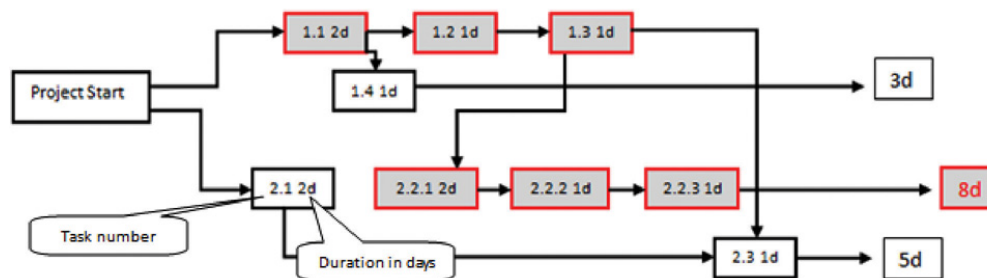 1.1 2d
1.2 1d
1.3 1d
Project Start
1.4 1d
3d
2.1 2d
2.2.1 2d
2.2.2 1d
2.2.3 1d
8d
Task number
Duration in days
2.3 1d
5d